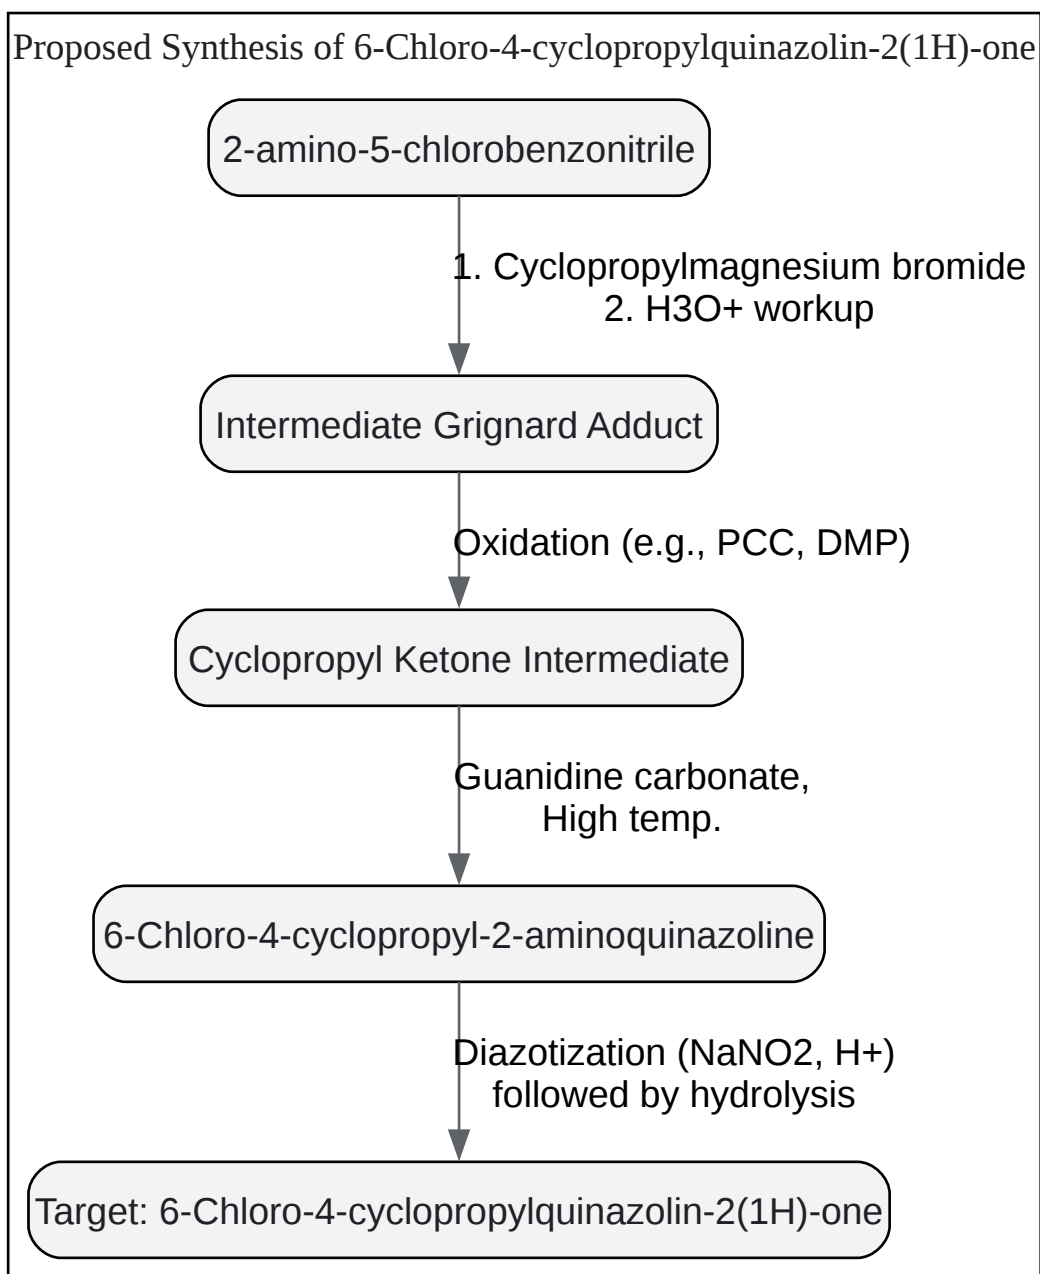 Proposed Synthesis of 6-Chloro-4-cyclopropylquinazolin-2(1H)-one
2-amino-5-chlorobenzonitrile
1. Cyclopropylmagnesium bromide
2. H3O+ workup
Intermediate Grignard Adduct
Oxidation (e.g., PCC, DMP)
Cyclopropyl Ketone Intermediate
Guanidine carbonate,
High temp.
6-Chloro-4-cyclopropyl-2-aminoquinazoline
Diazotization (NaNO2, H+)
followed by hydrolysis
Target: 6-Chloro-4-cyclopropylquinazolin-2(1H)-one